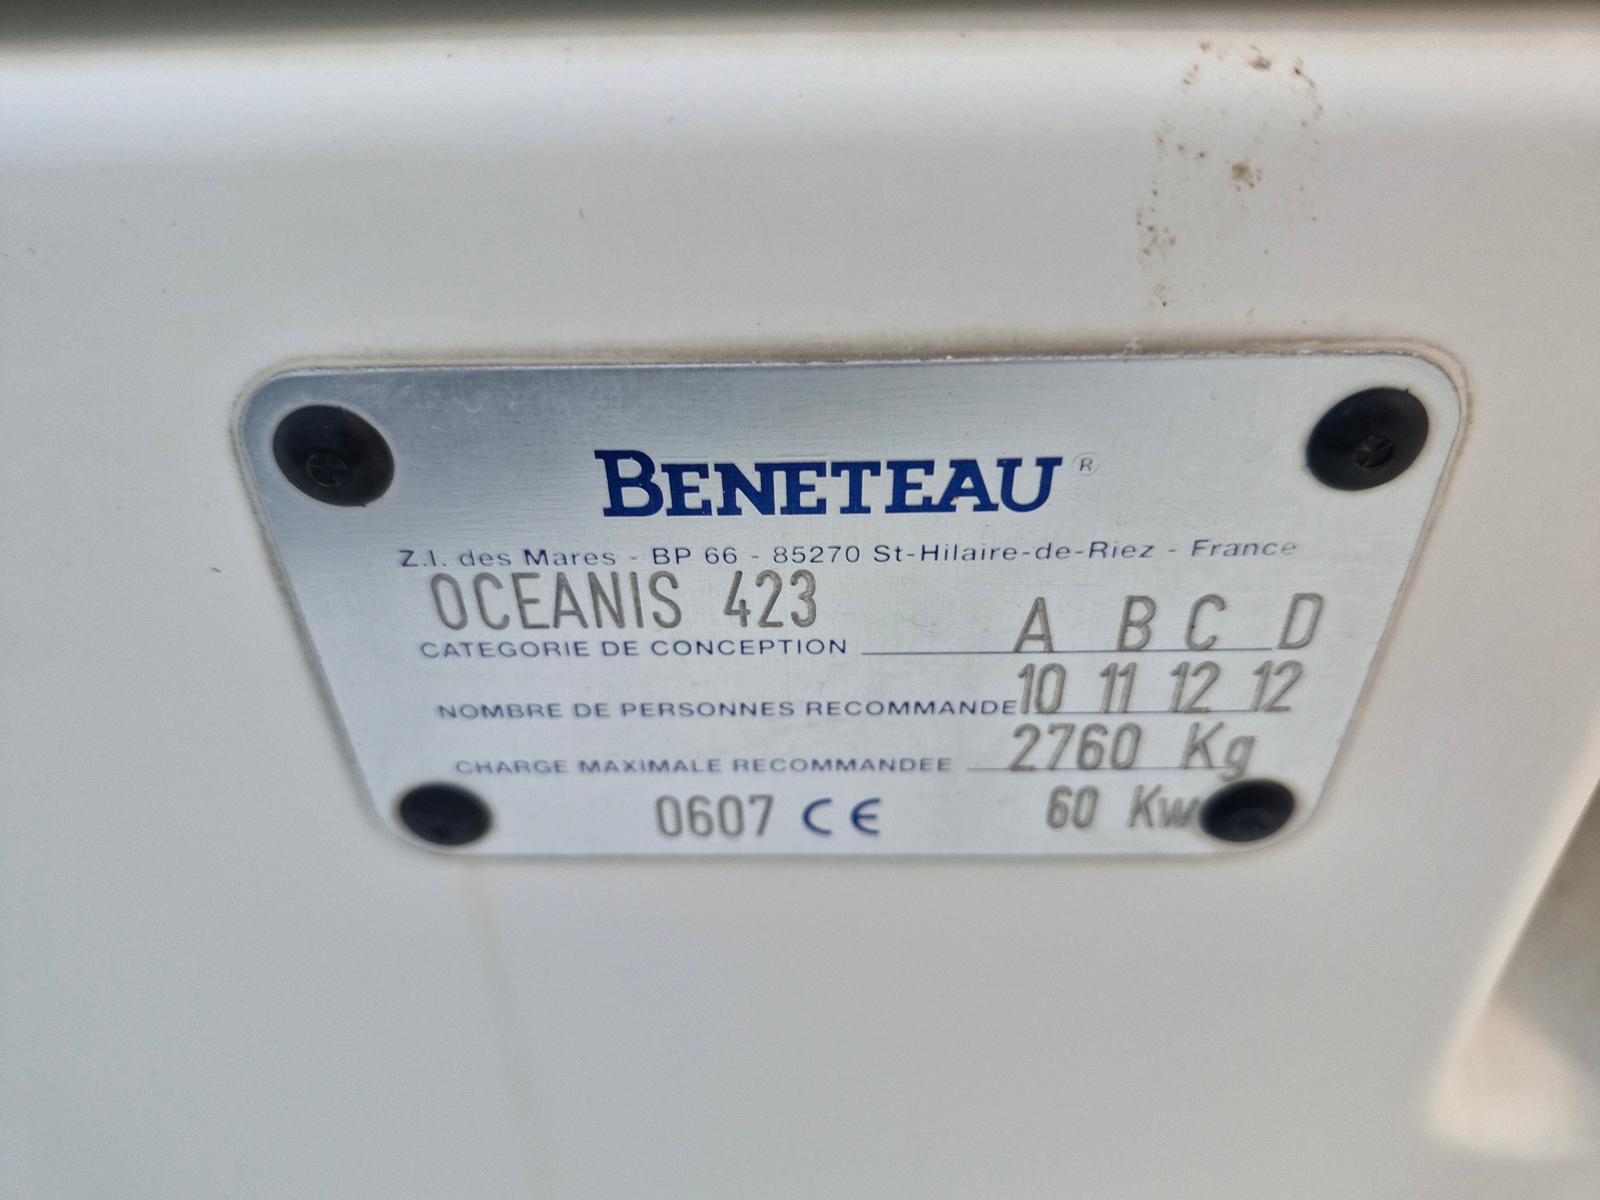 BENETEAU ®
Z.I. des Mares - BP 66 - 85270 St-Hilaire-de-Riez - France
OCEANIS 423
CATEGORIE DE CONCEPTION A B C D
NOMBRE DE PERSONNES RECOMMANDE 10 11 12 12
CHARGE MAXIMALE RECOMMANDEE 2760 Kg
0607 CE 60 Kw